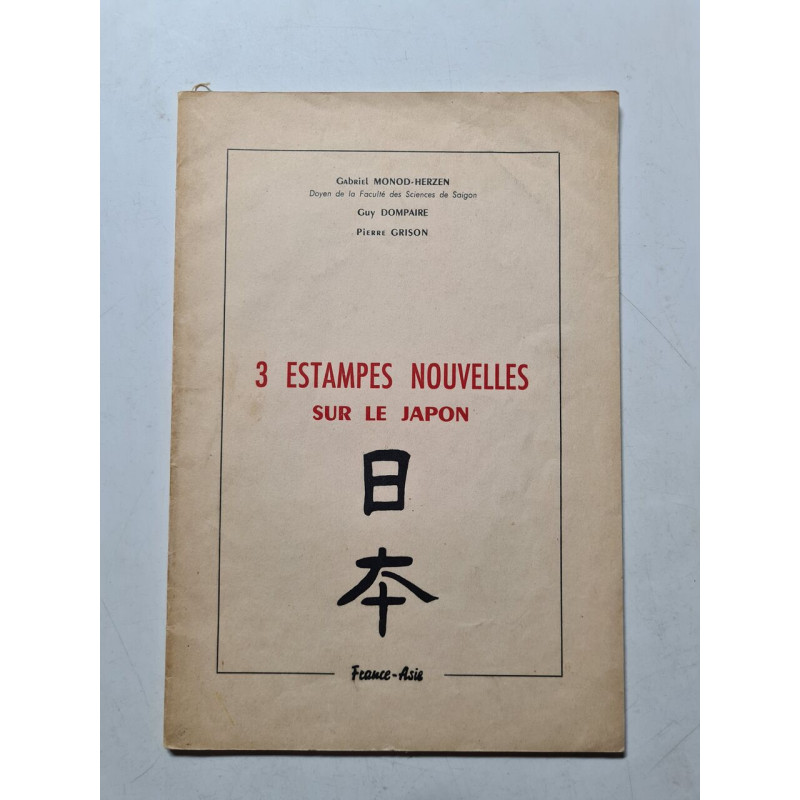 Gabriel MONOD-HERZEN
Doyen de la Faculté des Sciences de Saigon
Guy DOMPAIRE
Pierre GRISON
3 ESTAMPES NOUVELLES
SUR LE JAPON
日
本
France-Asie